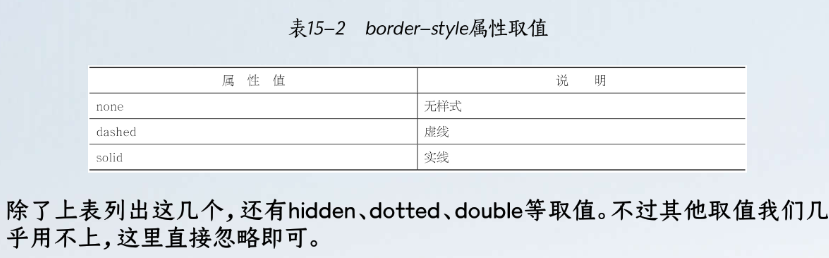 表15-2 border-style属性取值
属 性 值 说 明
none 无样式
dashed 虚线
solid 实线
除了上表列出这几个,还有hidden、dotted、double等取值。不过其他取值我们几
乎用不上,这里直接忽略即可。